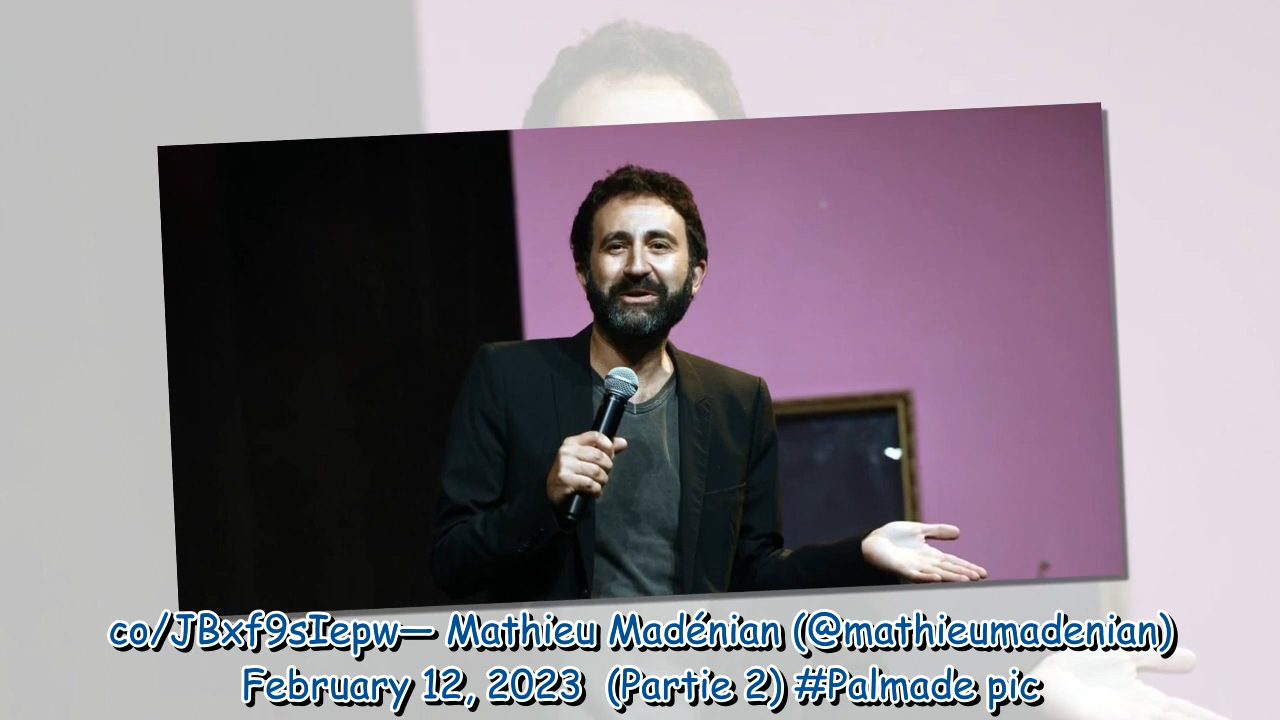 co/JBxf9sIepw— Mathieu Madénian (@mathieumadenian)
February 12, 2023 (Partie 2) #Palmade pic